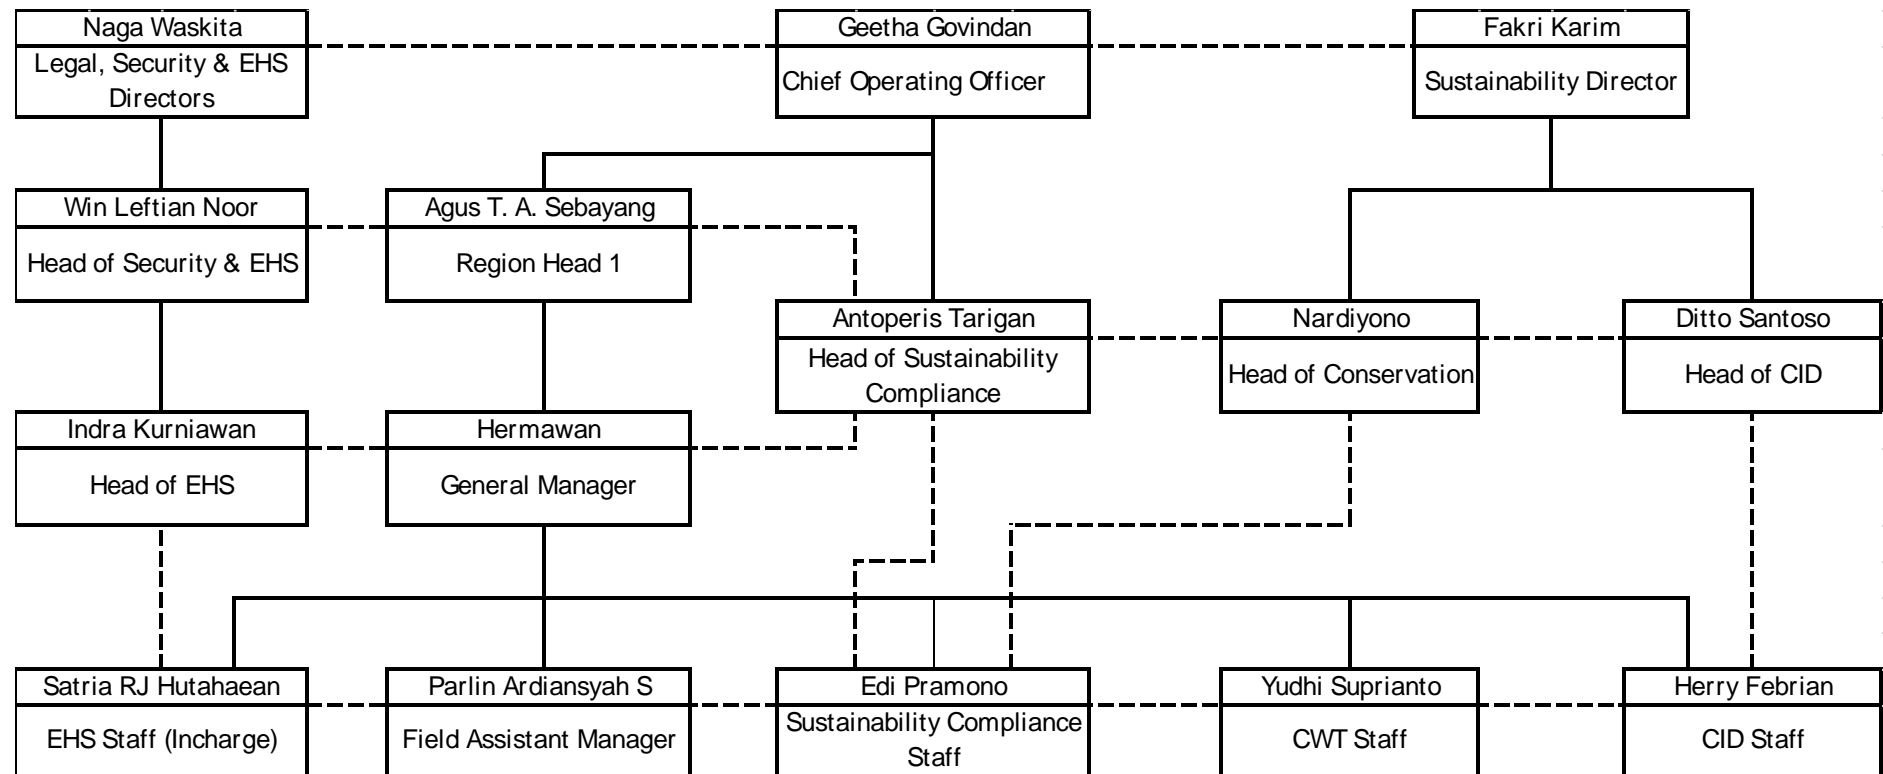 Naga Waskita
Legal, Security & EHS
Directors
Geetha Govindan
Chief Operating Officer
Fakri Karim
Sustainability Director
Win Leftian Noor
Head of Security & EHS
Agus T. A. Sebayang
Region Head 1
Antoperis Tarigan
Head of Sustainability
Compliance
Nardiyono
Head of Conservation
Ditto Santoso
Head of CID
Indra Kurniawan
Head of EHS
Hermawan
General Manager
Satria RJ Hutahaean
EHS Staff (Incharge)
Parlin Ardiansyah S
Field Assistant Manager
Edi Pramono
Sustainability Compliance
Staff
Yudhi Suprianto
CWT Staff
Herry Febrian
CID Staff